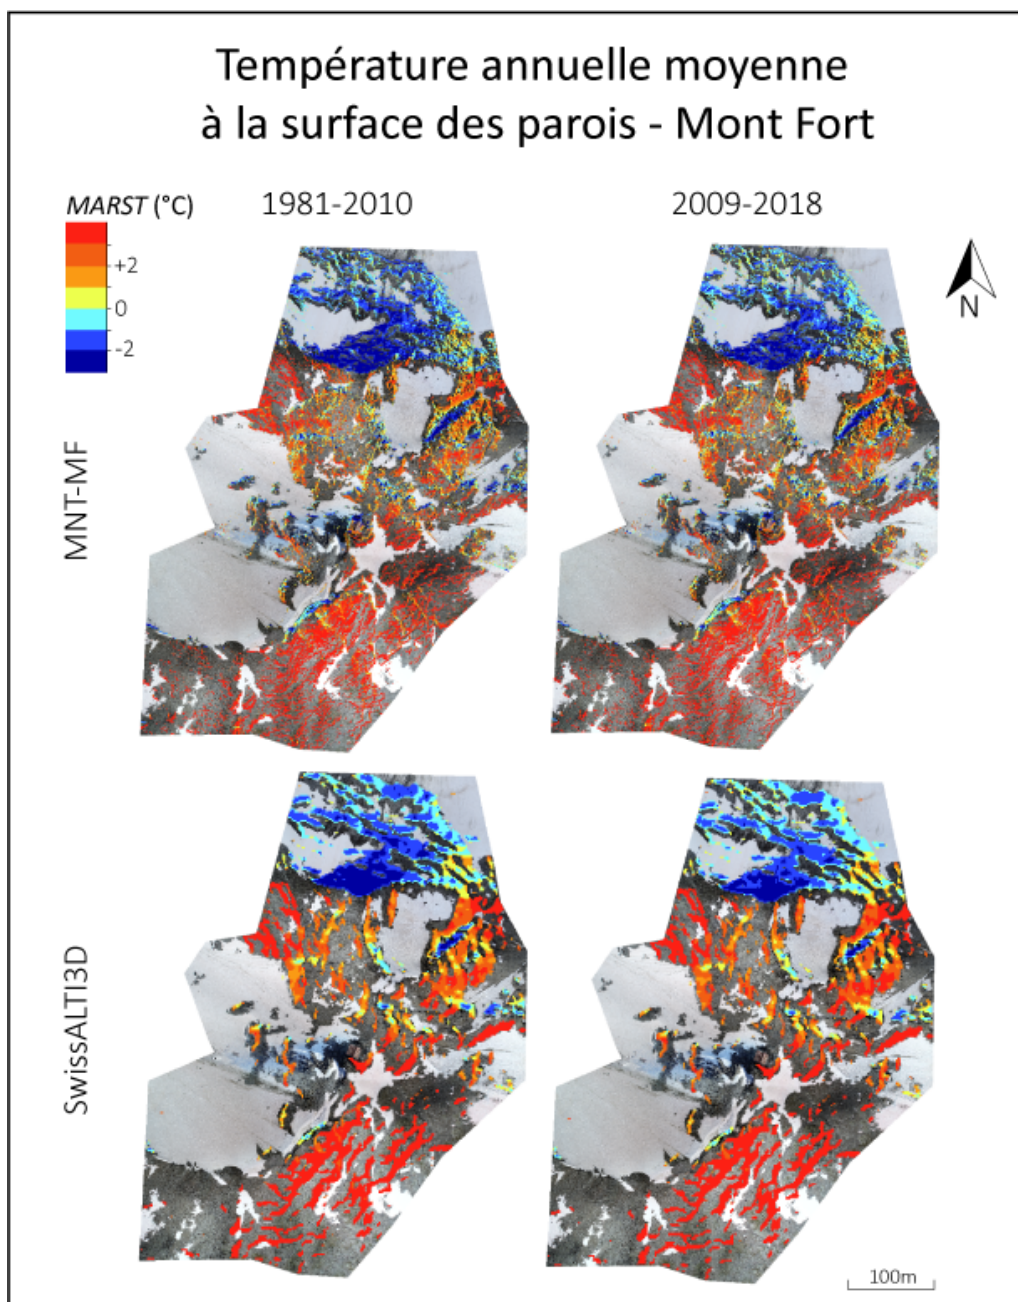 Température annuelle moyenne
à la surface des parois - Mont Fort
MARST (°C)
1981-2010
2009-2018
+2
0
-2
N
MNT-MF
SwissALTI3D
100m